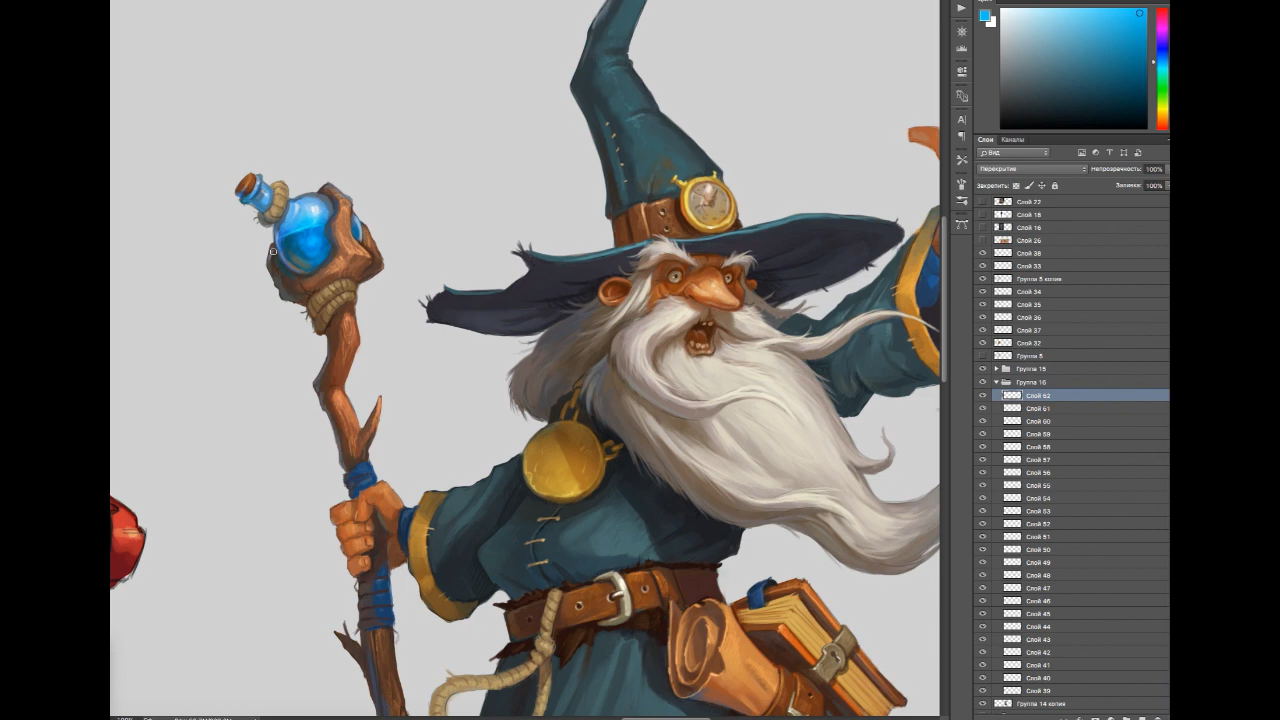 Слои Каналы
Вид
Перекрытие Непрозрачность: 100%
Закрепить: Заливка: 100%
Слой 22
Слой 18
Слой 16
Слой 26
Слой 38
Слой 33
Группа 5 копия
Слой 34
Слой 35
Слой 36
Слой 37
Слой 32
Группа 8
Группа 15
Группа 16
Слой 62
Слой 61
Слой 60
Слой 59
Слой 58
Слой 57
Слой 56
Слой 55
Слой 54
Слой 53
Слой 52
Слой 51
Слой 50
Слой 49
Слой 48
Слой 47
Слой 46
Слой 45
Слой 44
Слой 43
Слой 42
Слой 41
Слой 40
Слой 39
Группа 14 копия